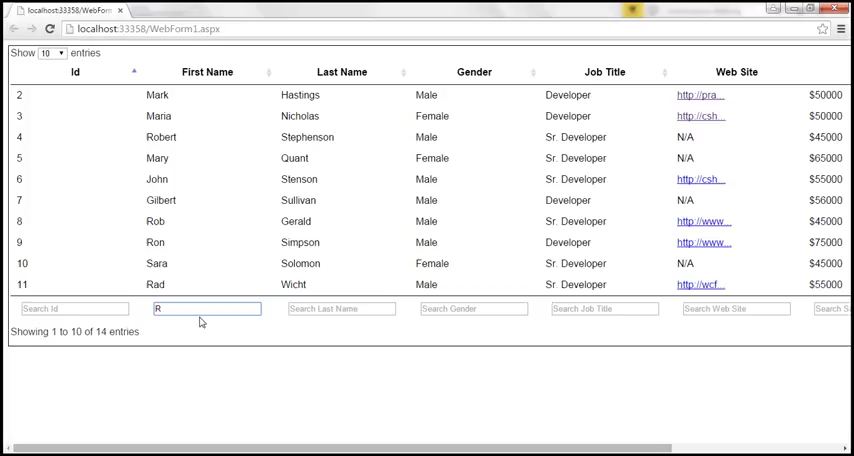 localhost:33358/WebForm1
localhost:33358/WebForm1.aspx
Show 10 entries
Id First Name Last Name Gender Job Title Web Site
2 Mark Hastings Male Developer http://pra... $50000
3 Maria Nicholas Female Developer http://csh... $50000
4 Robert Stephenson Male Sr. Developer N/A $45000
5 Mary Quant Female Sr. Developer N/A $65000
6 John Stenson Male Sr. Developer http://csh... $55000
7 Gilbert Sullivan Male Developer N/A $56000
8 Rob Gerald Male Sr. Developer http://www... $45000
9 Ron Simpson Male Developer http://www... $75000
10 Sara Solomon Female Sr. Developer N/A $45000
11 Rad Wicht Male Sr. Developer http://wcf... $55000
Search Id R Search Last Name Search Gender Search Job Title Search Web Site Search S
Showing 1 to 10 of 14 entries